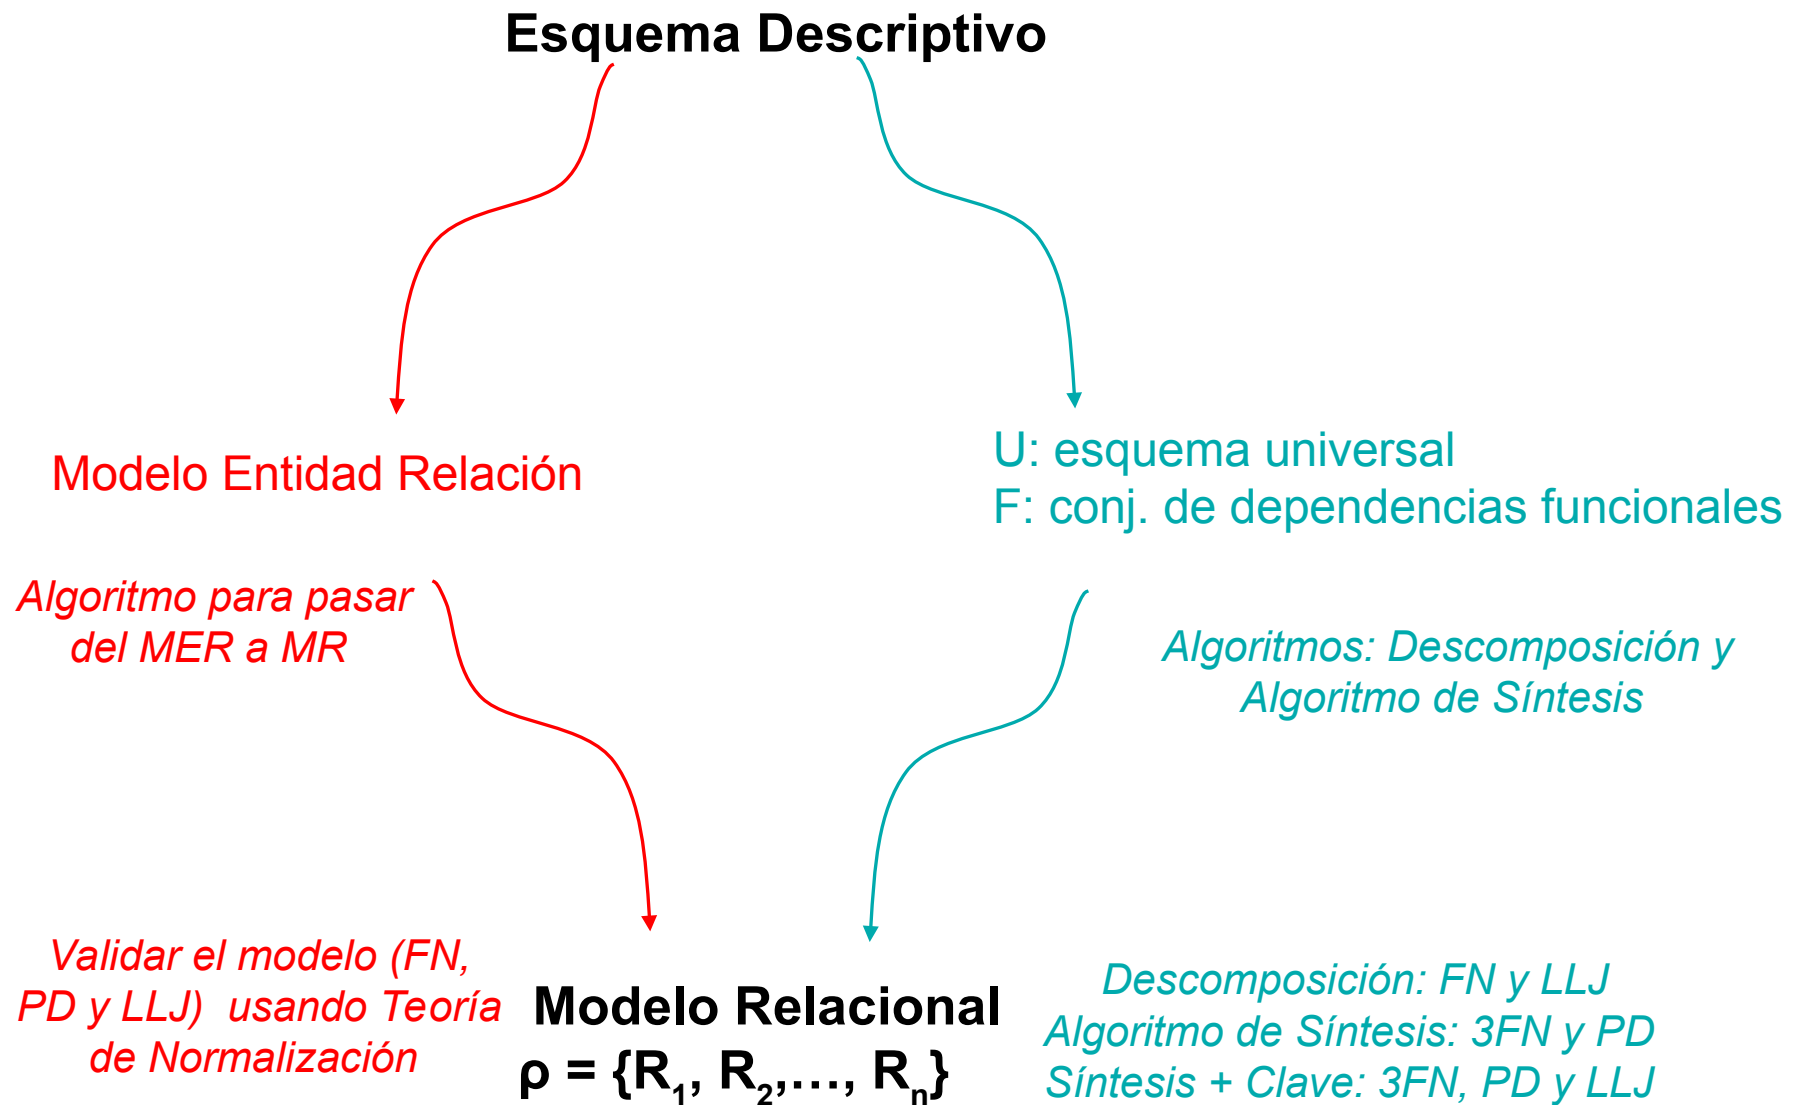 Esquema Descriptivo
Modelo Entidad Relación
U: esquema universal
F: conj. de dependencias funcionales
Algoritmo para pasar
del MER a MR
Algoritmos: Descomposición y
Algoritmo de Síntesis
Validar el modelo (FN,
PD y LLJ)  usando Teoría
de Normalización
Modelo Relacional
ρ = {R₁, R₂,…, Rₙ}
Descomposición: FN y LLJ
Algoritmo de Síntesis: 3FN y PD
Síntesis + Clave: 3FN, PD y LLJ